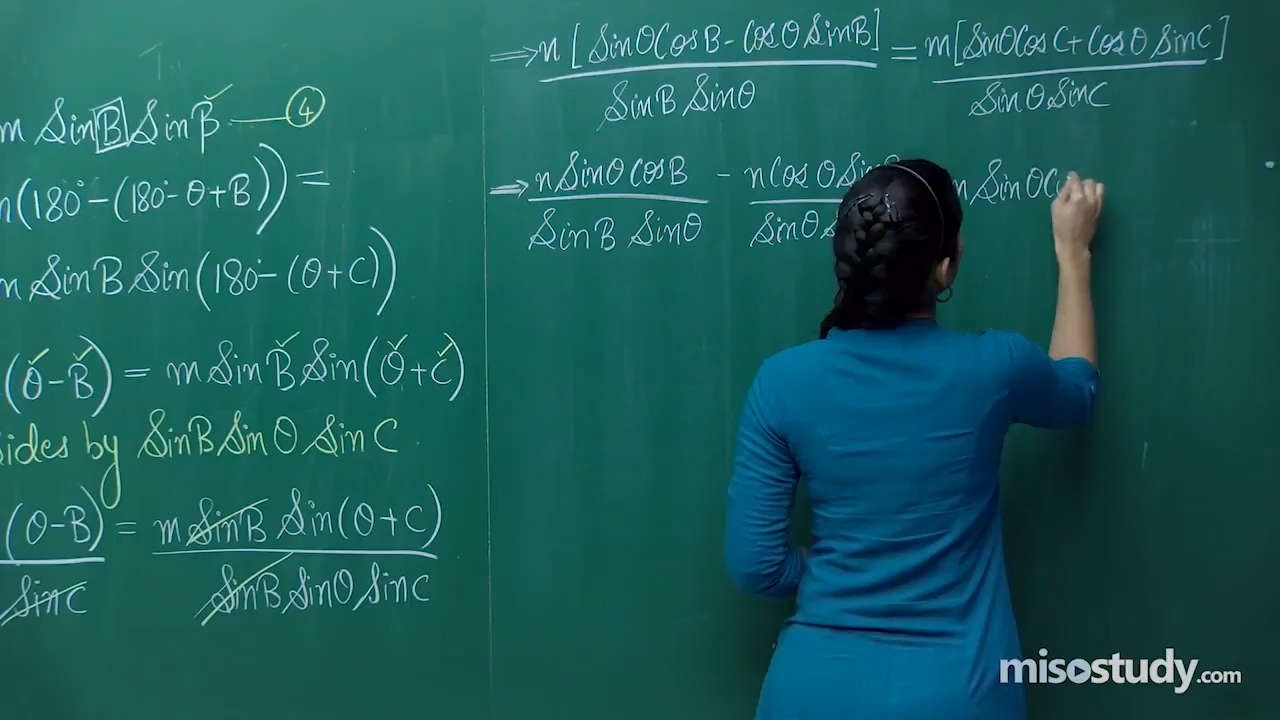 m SinB Sinβ —— ④
n(180° - (180° - θ + B)) =
m SinB Sin(180° - (θ + C))
(θ - B) = m SinB Sin(θ + C)
sides by SinB Sinθ SinC
(θ - B) = m SinB Sin(θ + C)
SinC SinB Sinθ SinC
⇒ n [ Sinθ CosB - Cosθ SinB] = m[Sinθ Cos C + Cosθ SinC]
SinB Sinθ Sinθ SinC
⇒ n Sinθ CosB - n Cosθ Sin Sinθ C
SinB Sinθ Sinθ
misostudy.com